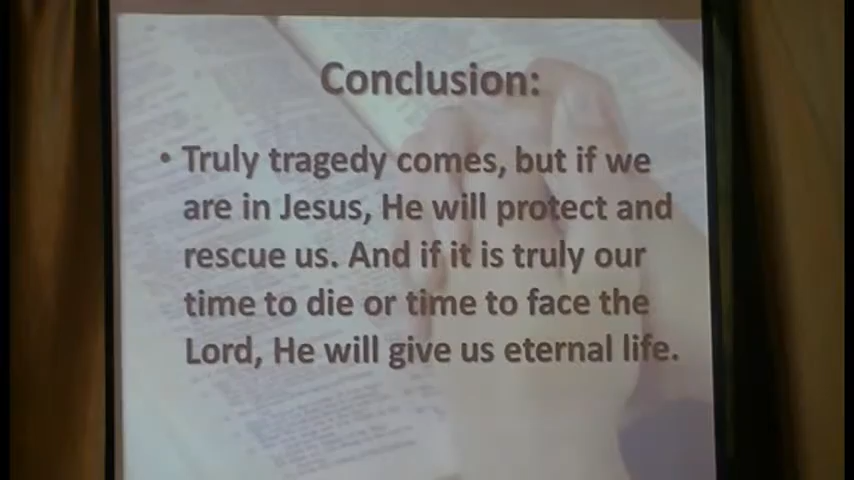 Conclusion:
• Truly tragedy comes, but if we
are in Jesus, He will protect and
rescue us. And if it is truly our
time to die or time to face the
Lord, He will give us eternal life.